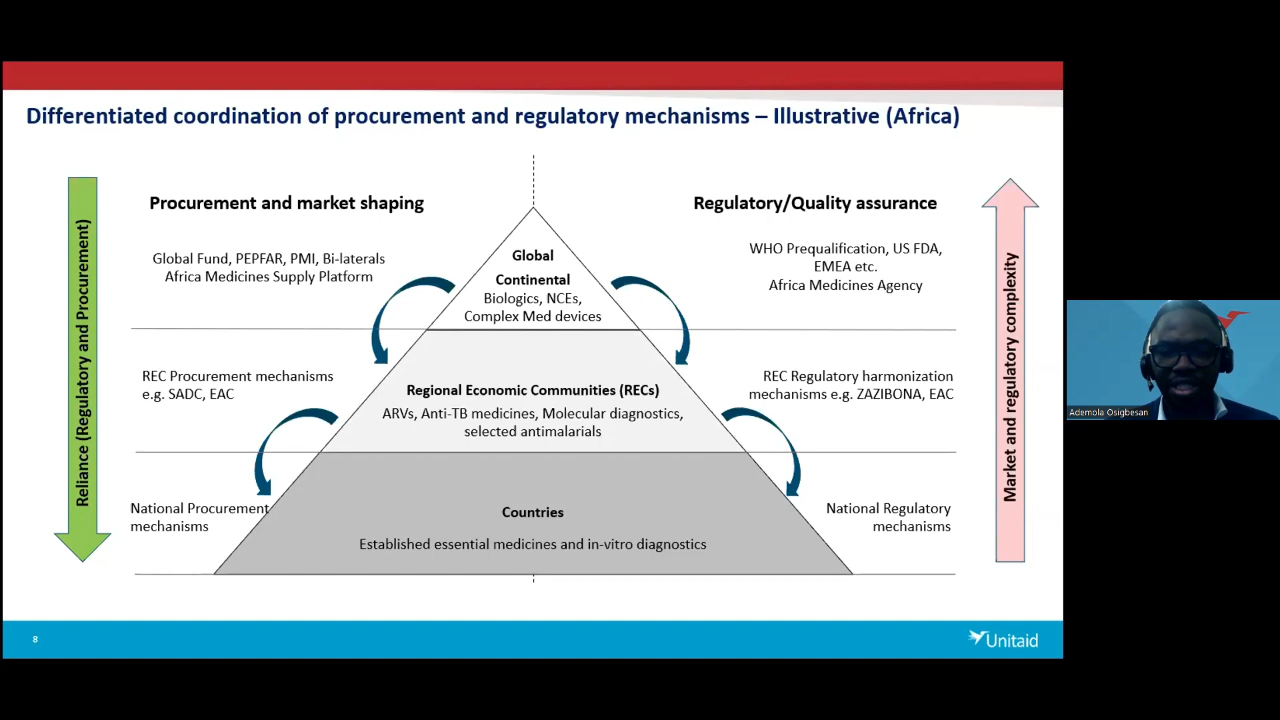 Differentiated coordination of procurement and regulatory mechanisms – Illustrative (Africa)
Reliance (Regulatory and Procurement)
Procurement and market shaping
Global Fund, PEPFAR, PMI, Bi-laterals
Africa Medicines Supply Platform
REC Procurement mechanisms
e.g. SADC, EAC
National Procurement
mechanisms
Global
Continental
Biologics, NCEs,
Complex Med devices
Regional Economic Communities (RECs)
ARVs, Anti-TB medicines, Molecular diagnostics,
selected antimalarials
Countries
Established essential medicines and in-vitro diagnostics
Regulatory/Quality assurance
WHO Prequalification, US FDA,
EMEA etc.
Africa Medicines Agency
REC Regulatory harmonization
mechanisms e.g. ZAZIBONA, EAC
National Regulatory
mechanisms
Market and regulatory complexity
8
Unitaid
Ademola Osigbesan